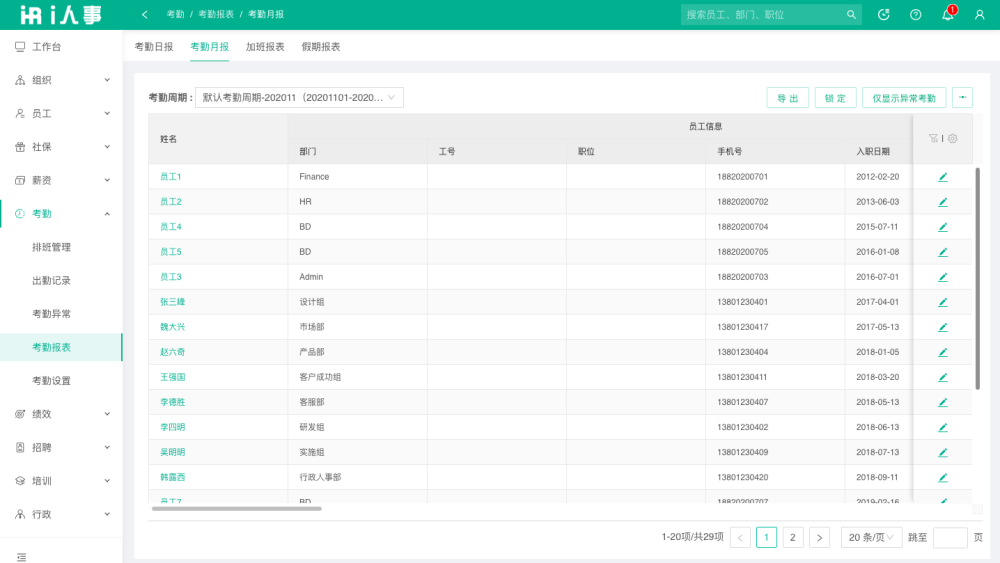 i人事
考勤 / 考勤报表 / 考勤月报
搜索员工、部门、职位
1
工作台
组织
员工
社保
薪资
考勤
排班管理
出勤记录
考勤异常
考勤报表
考勤设置
绩效
招聘
培训
行政
考勤日报 考勤月报 加班报表 假期报表
考勤周期： 默认考勤周期-202011（20201101-2020...
导 出 锁 定 仅显示异常考勤 ···
姓名 员工信息
部门 工号 职位 手机号 入职日期
员工1 Finance 18820200701 2012-02-20
员工2 HR 18820200702 2013-06-03
员工4 BD 18820200704 2015-07-11
员工5 BD 18820200705 2016-01-08
员工3 Admin 18820200703 2016-07-01
张三峰 设计组 13801230401 2017-04-01
魏大兴 市场部 13801230417 2017-05-13
赵六奇 产品部 13801230404 2018-01-05
王强国 客户成功组 13801230411 2018-03-20
李德胜 客服部 13801230407 2018-05-13
李四明 研发组 13801230402 2018-06-13
吴明明 实施组 13801230409 2018-07-13
韩露西 行政人事部 13801230420 2018-09-11
员工7 BD 18820200707 2019-02-16
1-20项/共29项 < 1 2 > 20 条/页 跳至 页